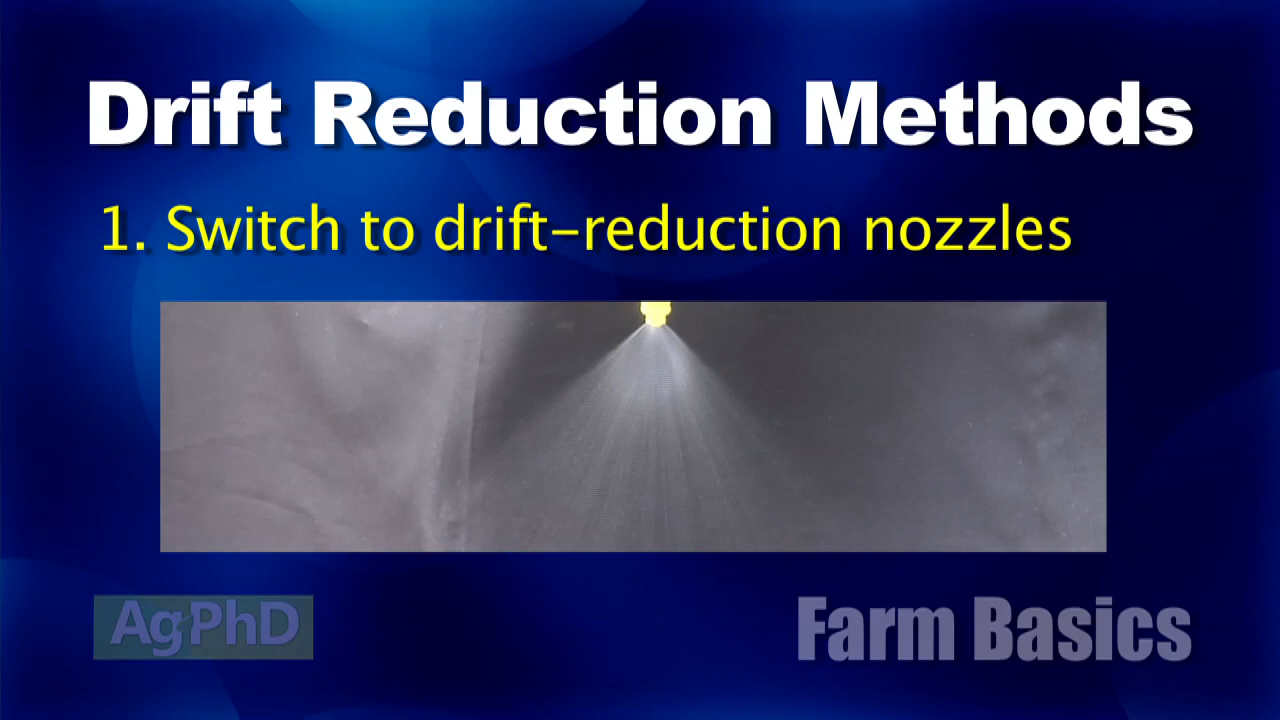 Drift Reduction Methods
1. Switch to drift-reduction nozzles
AgPhD
Farm Basics